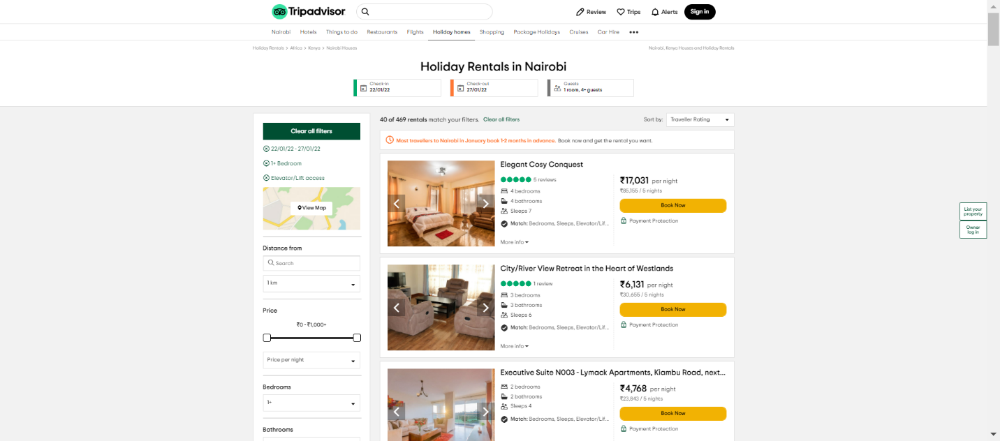 Tripadvisor
Review
Trips
Alerts
Sign in
Nairobi
Hotels
Things to do
Restaurants
Flights
Holiday homes
Shopping
Package Holidays
Cruises
Car Hire
Holiday Rentals > Africa > Kenya > Nairobi Houses
Nairobi, Kenya Houses and Holiday Rentals
Holiday Rentals in Nairobi
Check-in
22/01/22
Check-out
27/01/22
Guests
1 room, 4+ guests
Clear all filters
22/01/22 - 27/01/22
1+ Bedroom
Elevator/Lift access
View Map
Distance from
Search
1 km
Price
₹0 - ₹1,000+
Price per night
Bedrooms
1+
Bathrooms
40 of 469 rentals match your filters. Clear all filters
Sort by: Traveller Rating
Most travellers to Nairobi in January book 1-2 months in advance. Book now and get the rental you want.
Elegant Cosy Conquest
5 reviews
4 bedrooms
4 bathrooms
Sleeps 7
Match: Bedrooms, Sleeps, Elevator/Lif...
More info
₹17,031 per night
₹85,155 / 5 nights
Book Now
Payment Protection
City/River View Retreat in the Heart of Westlands
1 review
3 bedrooms
3 bathrooms
Sleeps 6
Match: Bedrooms, Sleeps, Elevator/Lif...
More info
₹6,131 per night
₹30,655 / 5 nights
Book Now
Payment Protection
Executive Suite N003 - Lymack Apartments, Kiambu Road, next...
2 bedrooms
2 bathrooms
Sleeps 4
Match: Bedrooms, Sleeps, Elevator/Lif...
₹4,768 per night
₹23,843 / 5 nights
Book Now
Payment Protection
List your
property
Owner
log in